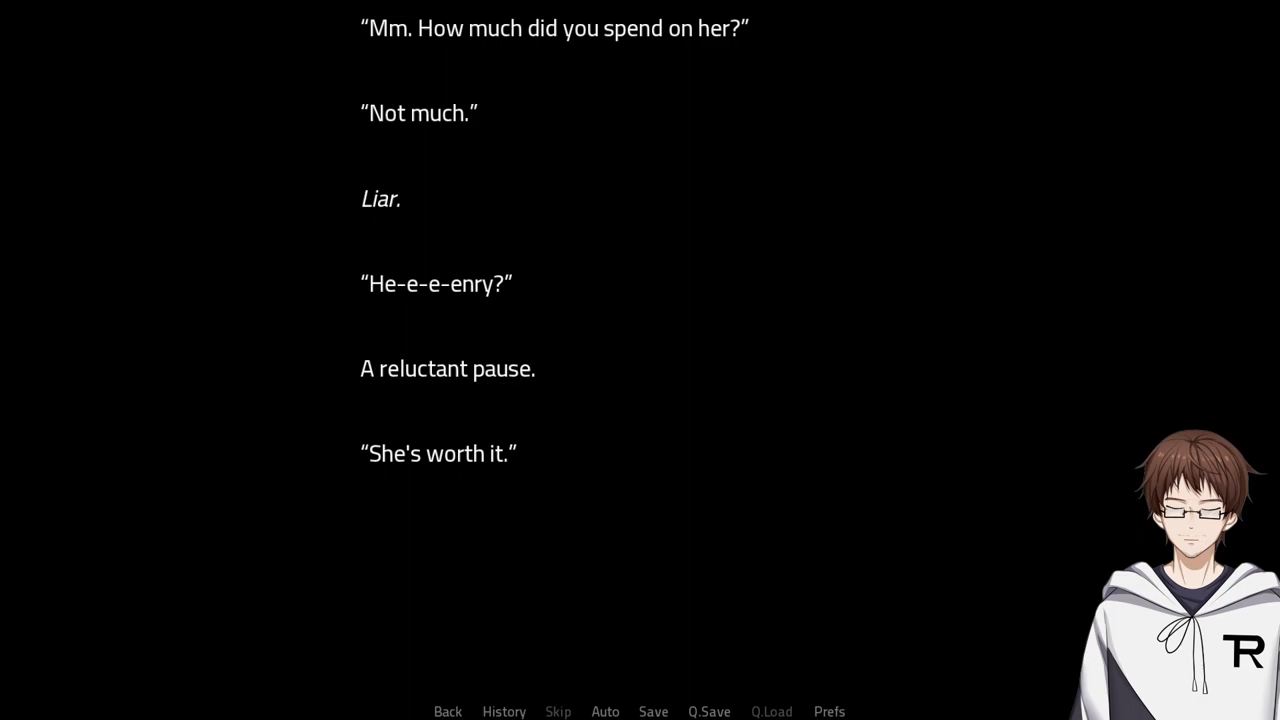 “Mm. How much did you spend on her?”
“Not much.”
Liar.
“He-e-e-enry?”
A reluctant pause.
“She's worth it.”
TR
Back History Skip Auto Save Q.Save Q.Load Prefs